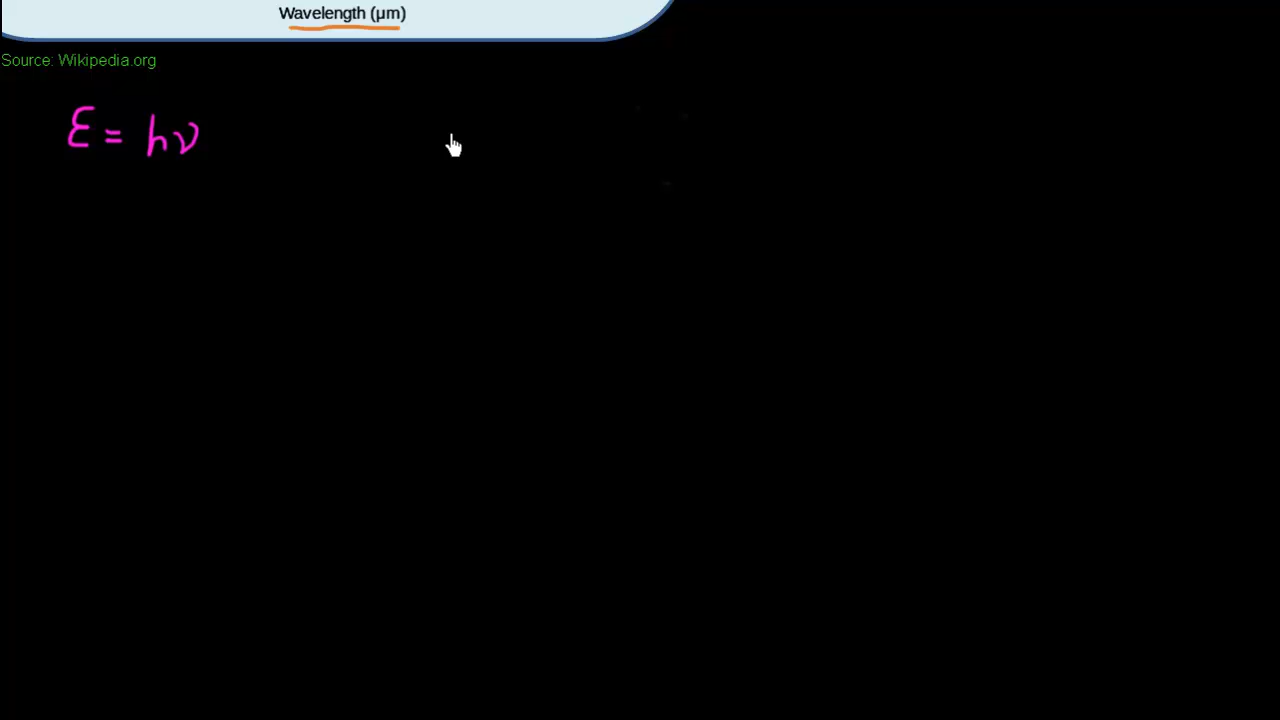 Wavelength (μm)
Source: Wikipedia.org
Ɛ = hν